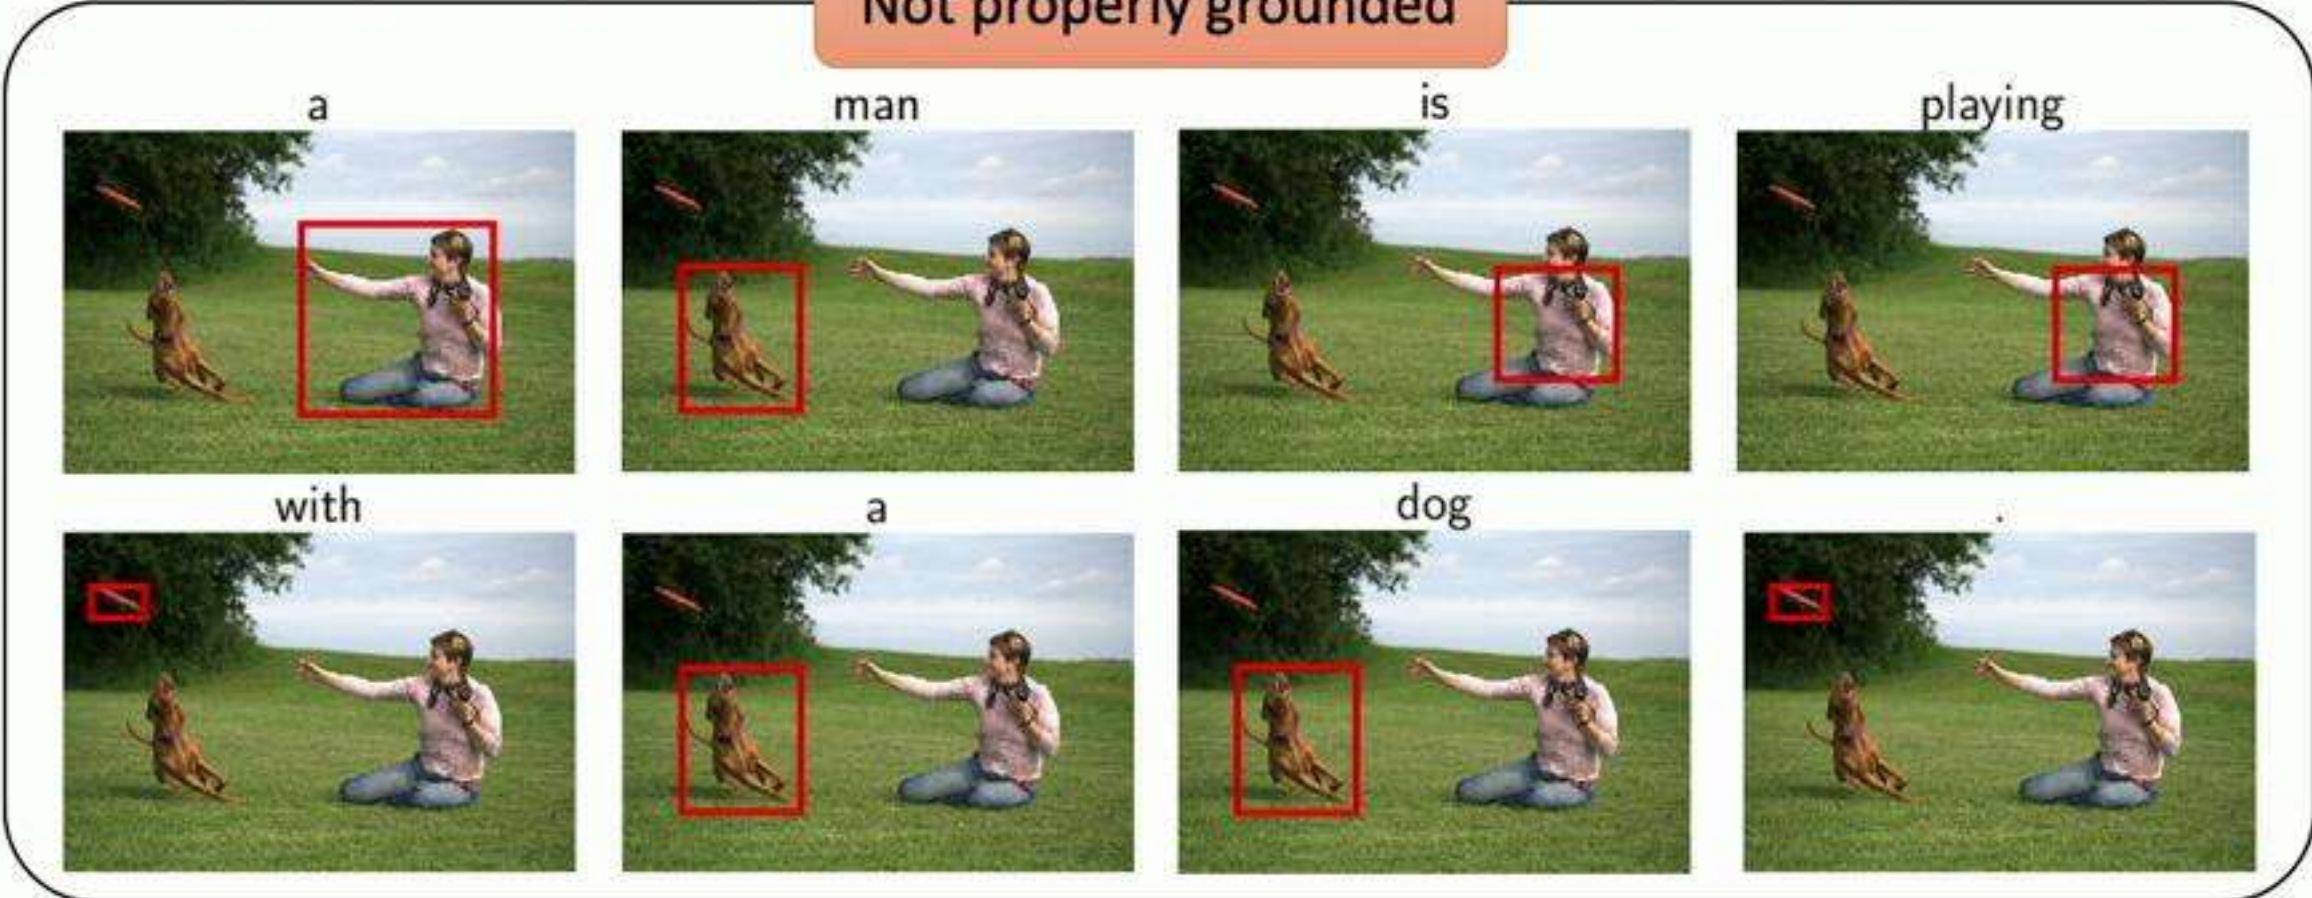 Not properly grounded
a man is playing
with a dog .